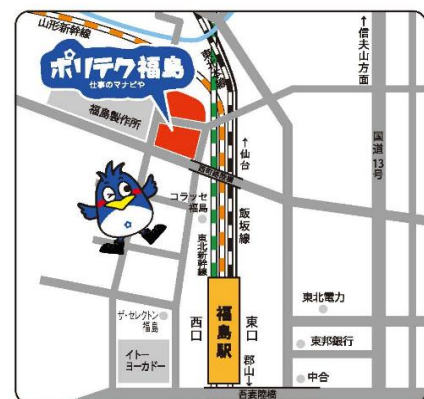 山形新幹線
東北本線
ポリテク福島
仕事のマナビや
福島製作所
↑信夫山方面
国道13号
↑仙台
西町跨線橋
コラッセ
福島
飯坂線
東北新幹線
福島駅
西口
東口
郡山↓
東北電力
ザ・セレクトン
福島
イトー
ヨーカドー
東邦銀行
中合
吾妻陸橋